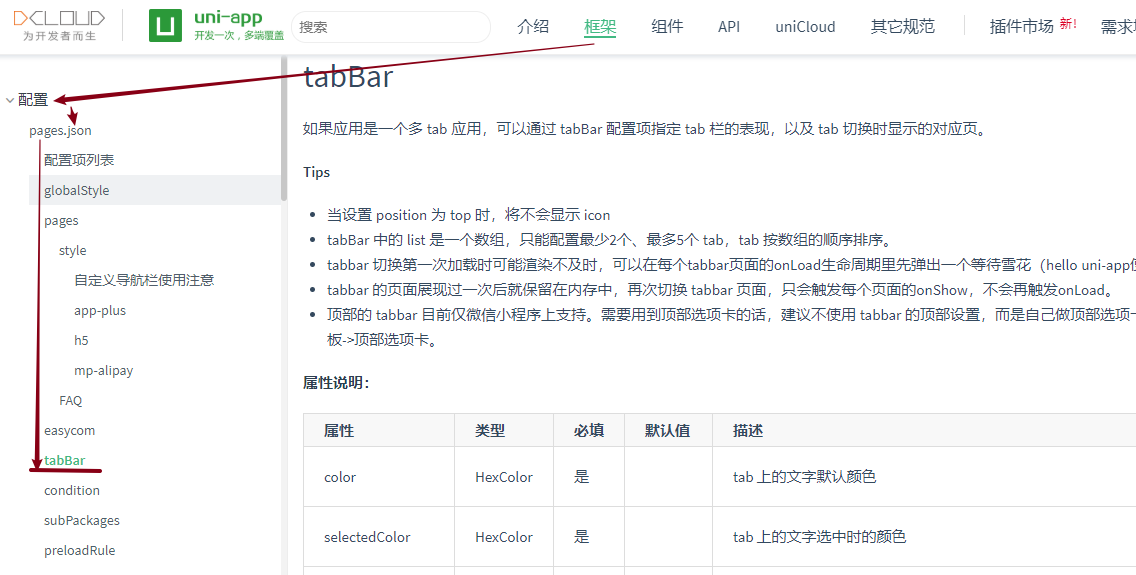 DCLOUD
为开发者而生
uni-app
开发一次，多端覆盖
搜索
介绍
框架
组件
API
uniCloud
其它规范
插件市场 新!
需求
配置
pages.json
配置项列表
globalStyle
pages
style
自定义导航栏使用注意
app-plus
h5
mp-alipay
FAQ
easycom
tabBar
condition
subPackages
preloadRule
tabBar
如果应用是一个多 tab 应用，可以通过 tabBar 配置项指定 tab 栏的表现，以及 tab 切换时显示的对应页。
Tips
当设置 position 为 top 时，将不会显示 icon
tabBar 中的 list 是一个数组，只能配置最少2个、最多5个 tab，tab 按数组的顺序排序。
tabbar 切换第一次加载时可能渲染不及时，可以在每个tabbar页面的onLoad生命周期里先弹出一个等待雪花（hello uni-app
tabbar 的页面展现过一次后就保留在内存中，再次切换 tabbar 页面，只会触发每个页面的onShow，不会再触发onLoad。
顶部的 tabbar 目前仅微信小程序上支持。需要用到顶部选项卡的话，建议不使用 tabbar 的顶部设置，而是自己做顶部选项
板->顶部选项卡。
属性说明：
属性 类型 必填 默认值 描述
color HexColor 是 tab 上的文字默认颜色
selectedColor HexColor 是 tab 上的文字选中时的颜色